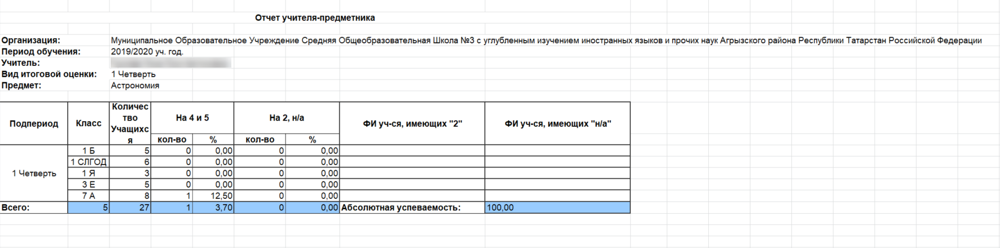 Отчет учителя-предметника
Организация: Муниципальное Образовательное Учреждение Средняя Общеобразовательная Школа №3 с углубленным изучением иностранных языков и прочих наук Агрызского района Республики Татарстан Российской Федерации
Период обучения: 2019/2020 уч. год.
Учитель:
Вид итоговой оценки: 1 Четверть
Предмет: Астрономия
Подпериод Класс Количество Учащихся На 4 и 5 На 2, н/а ФИ уч-ся, имеющих "2" ФИ уч-ся, имеющих "н/а"
кол-во % кол-во %
1 Четверть
1 Б 5 0 0,00 0 0,00
1 СЛГОД 6 0 0,00 0 0,00
1 Я 3 0 0,00 0 0,00
3 Е 5 0 0,00 0 0,00
7 А 8 1 12,50 0 0,00
Всего: 5 27 1 3,70 0 0,00 Абсолютная успеваемость: 100,00